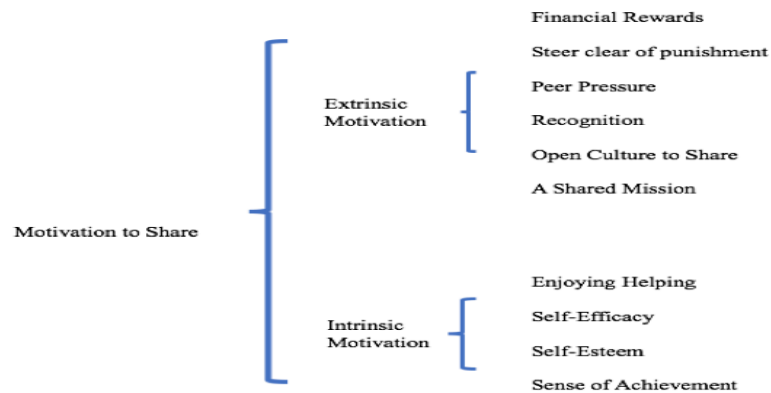 Financial Rewards
Steer clear of punishment
Peer Pressure
Extrinsic
Motivation
Recognition
Open Culture to Share
A Shared Mission
Motivation to Share
Enjoying Helping
Self-Efficacy
Intrinsic
Motivation
Self-Esteem
Sense of Achievement